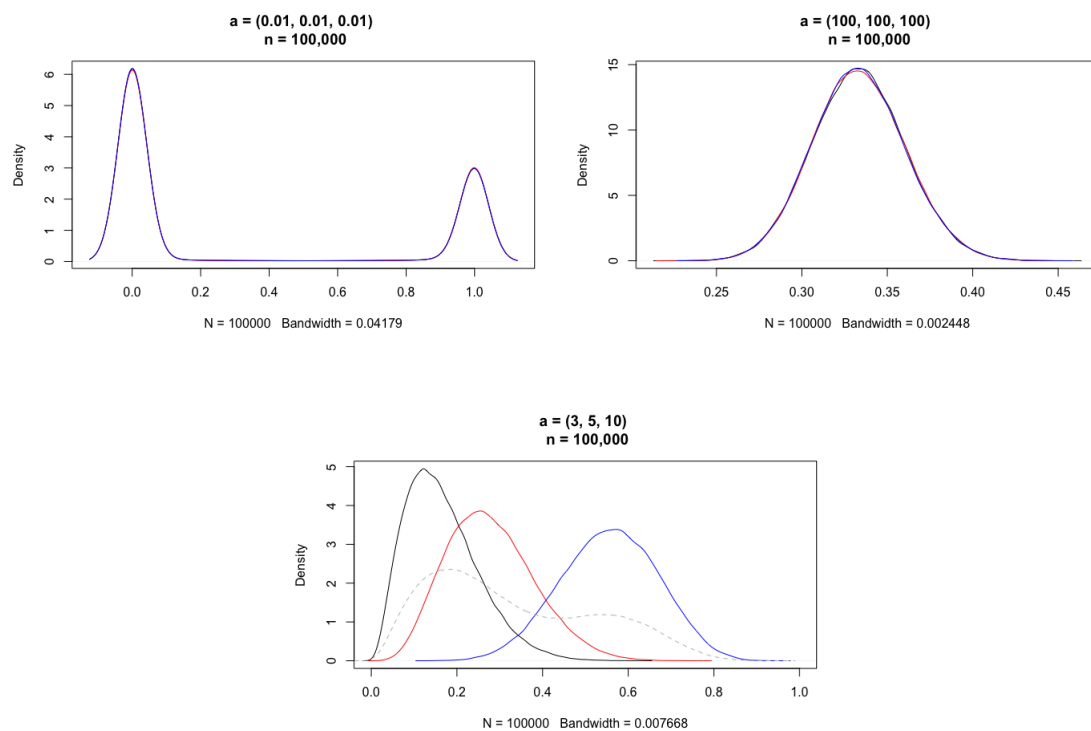 a = (0.01, 0.01, 0.01)
n = 100,000
Density
0 1 2 3 4 5 6
0.0 0.2 0.4 0.6 0.8 1.0
N = 100000 Bandwidth = 0.04179
a = (100, 100, 100)
n = 100,000
Density
0 5 10 15
0.25 0.30 0.35 0.40 0.45
N = 100000 Bandwidth = 0.002448
a = (3, 5, 10)
n = 100,000
Density
0 1 2 3 4 5
0.0 0.2 0.4 0.6 0.8 1.0
N = 100000 Bandwidth = 0.007668